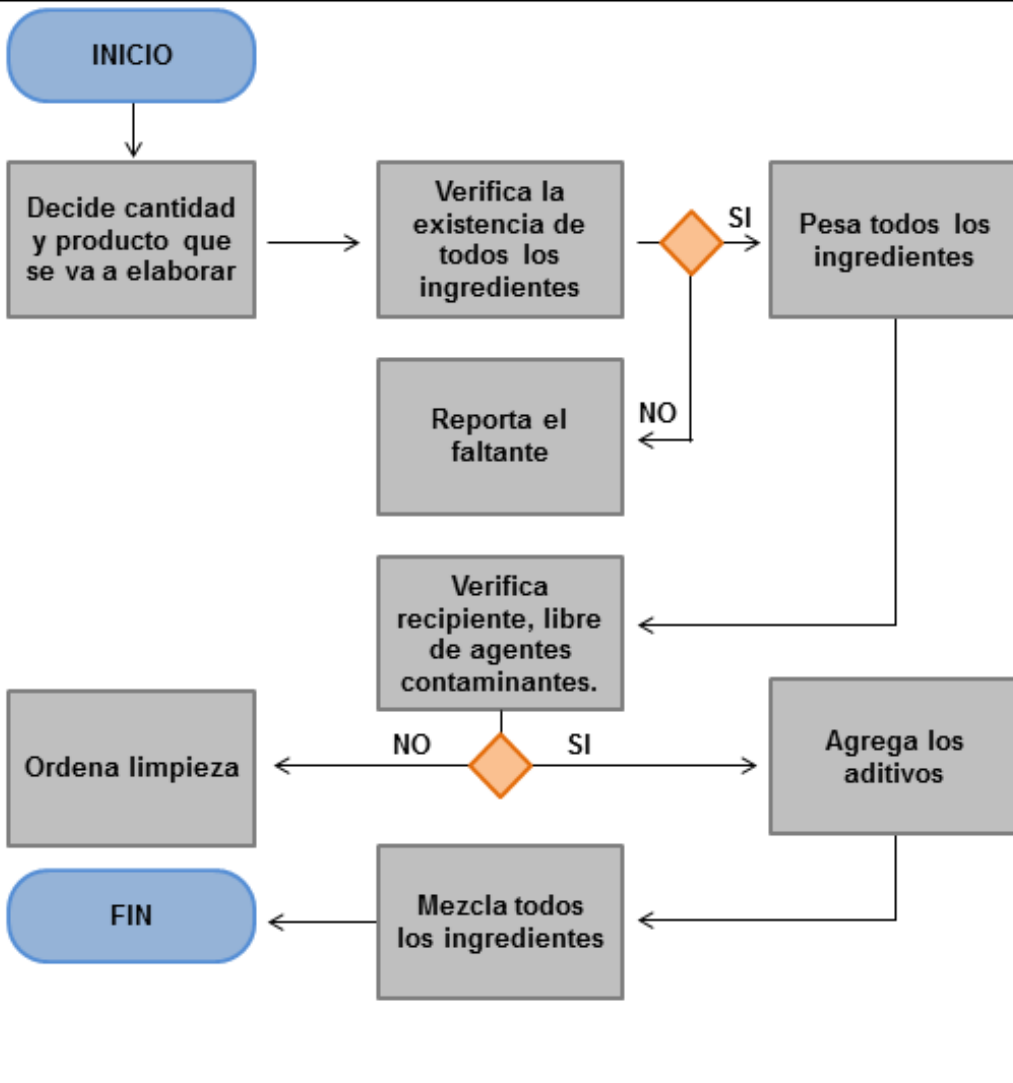 INICIO
Decide cantidad
y producto que
se va a elaborar
Verifica la
existencia de
todos los
ingredientes
SI
Pesa todos los
ingredientes
NO
Reporta el
faltante
Verifica
recipiente, libre
de agentes
contaminantes.
NO
SI
Ordena limpieza
Agrega los
aditivos
Mezcla todos
los ingredientes
FIN